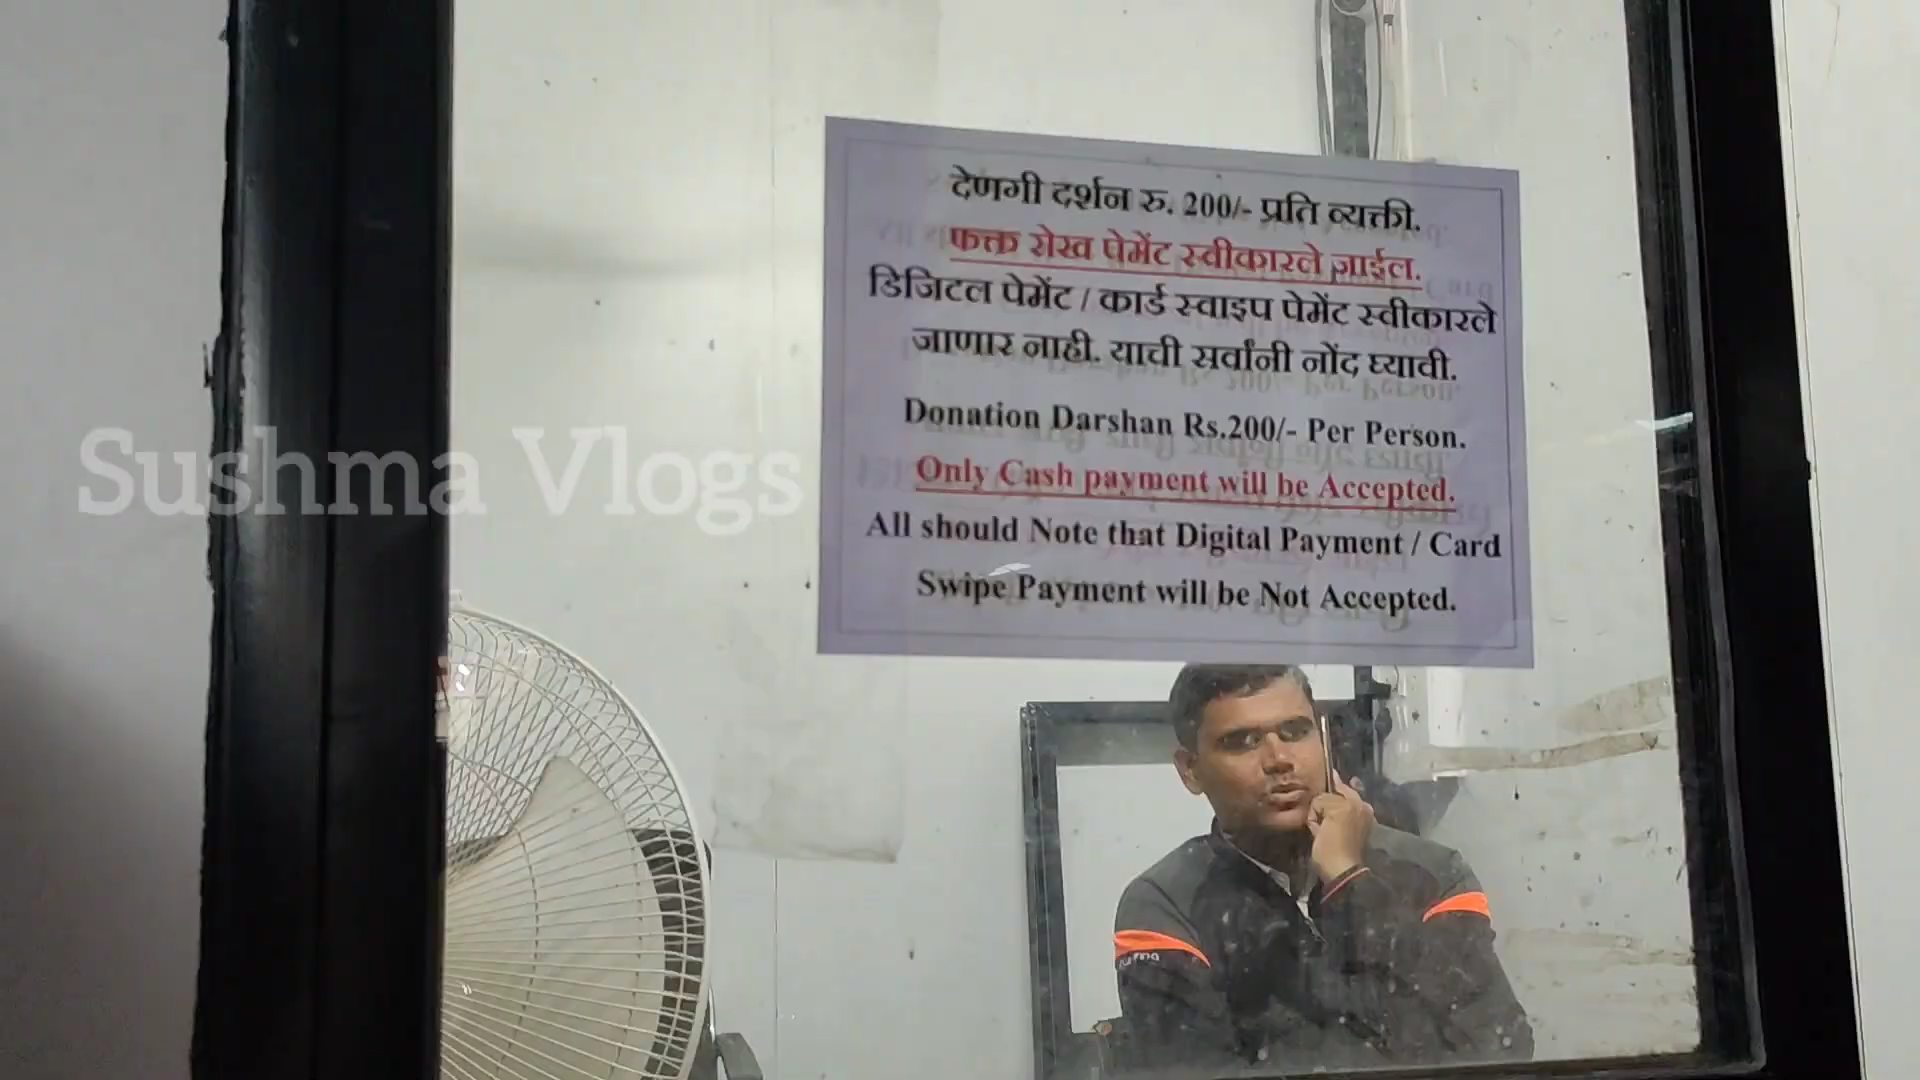 देणगी दर्शन रु. 200/- प्रति व्यक्ती.
फक्त रोख पेमेंट स्वीकारले जाईल.
डिजिटल पेमेंट / कार्ड स्वाइप पेमेंट स्वीकारले
जाणार नाही. याची सर्वांनी नोंद घ्यावी.
Donation Darshan Rs.200/- Per Person.
Only Cash payment will be Accepted.
All should Note that Digital Payment / Card
Swipe Payment will be Not Accepted.
Sushma Vlogs